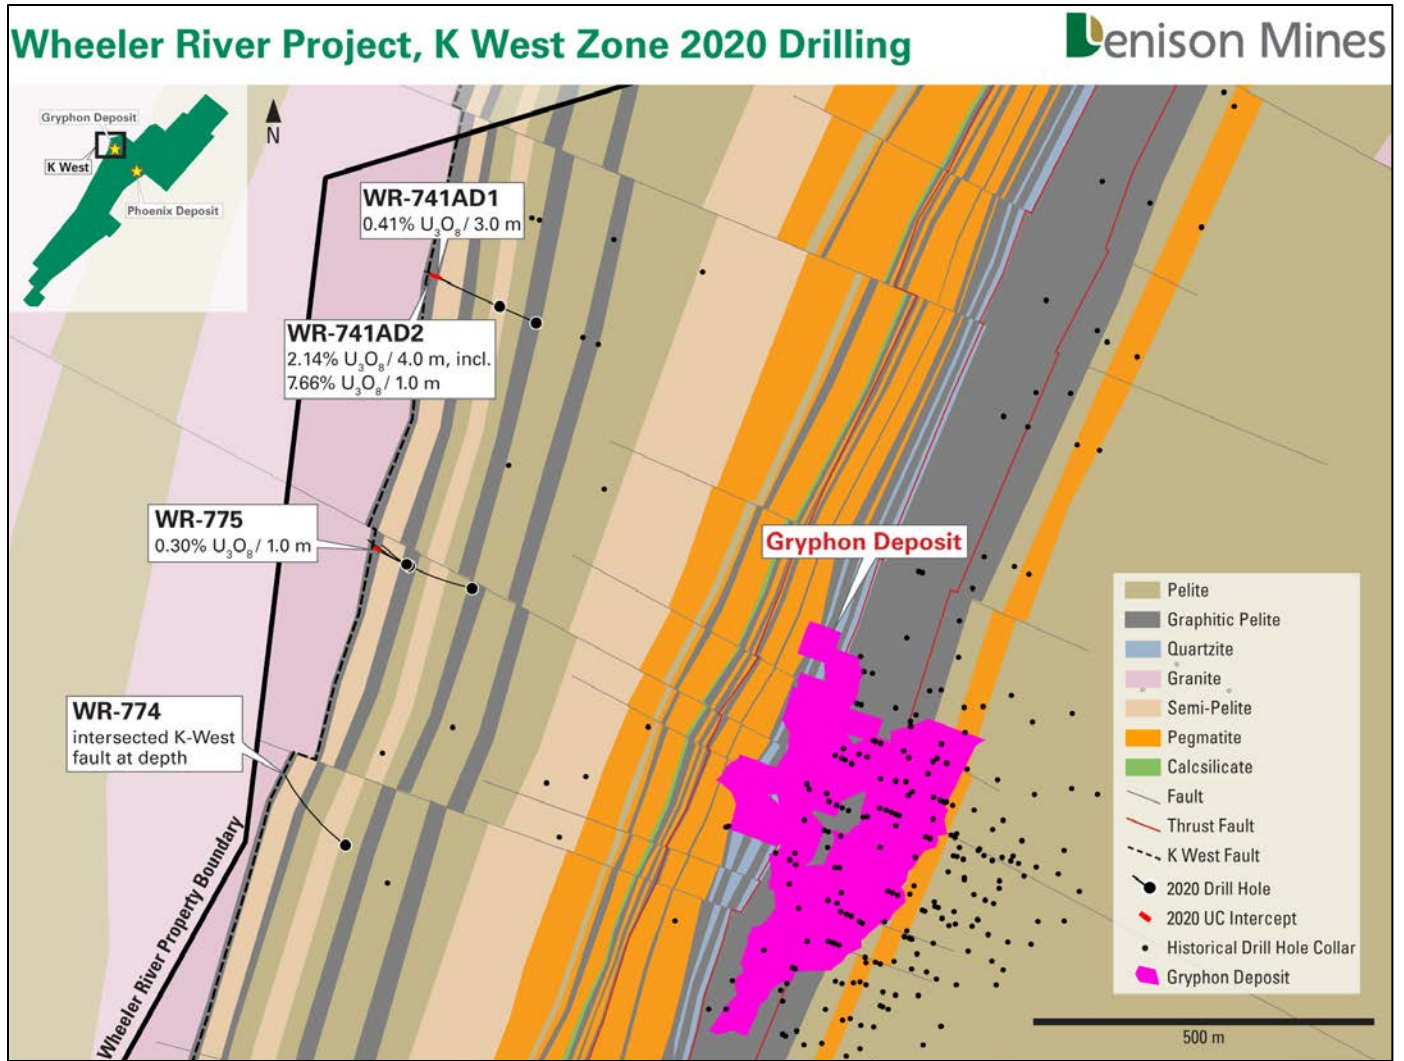 Wheeler River Project, K West Zone 2020 Drilling
Denison Mines
Gryphon Deposit
K West
Phoenix Deposit
N
WR-741AD1
0.41% U₃O₈ / 3.0 m
WR-741AD2
2.14% U₃O₈ / 4.0 m, incl.
7.66% U₃O₈ / 1.0 m
WR-775
0.30% U₃O₈ / 1.0 m
Gryphon Deposit
WR-774
intersected K-West
fault at depth
Wheeler River Property Boundary
Pelite
Graphitic Pelite
Quartzite
Granite
Semi-Pelite
Pegmatite
Calcsilicate
Fault
Thrust Fault
K West Fault
2020 Drill Hole
2020 UC Intercept
Historical Drill Hole Collar
Gryphon Deposit
500 m